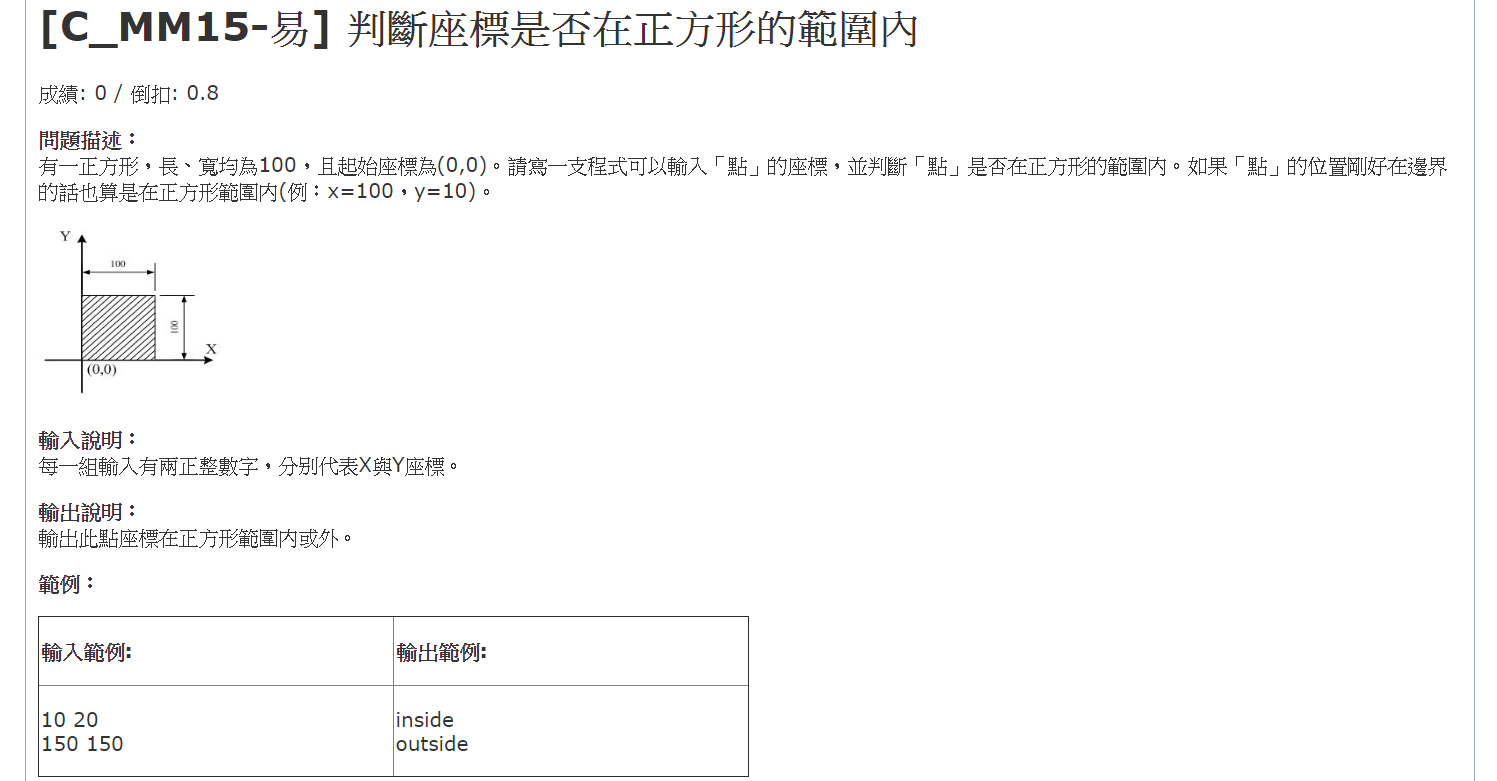 [C_MM15-易] 判斷座標是否在正方形的範圍內
成績: 0 / 倒扣: 0.8
問題描述：
有一正方形，長、寬均為100，且起始座標為(0,0)。請寫一支程式可以輸入「點」的座標，並判斷「點」是否在正方形的範圍內。如果「點」的位置剛好在邊界
的話也算是在正方形範圍內(例：x=100，y=10)。
Y
100
100
X
(0,0)
輸入說明：
每一組輸入有兩正整數字，分別代表X與Y座標。
輸出說明：
輸出此點座標在正方形範圍內或外。
範例：
輸入範例:
輸出範例:
10 20
150 150
inside
outside